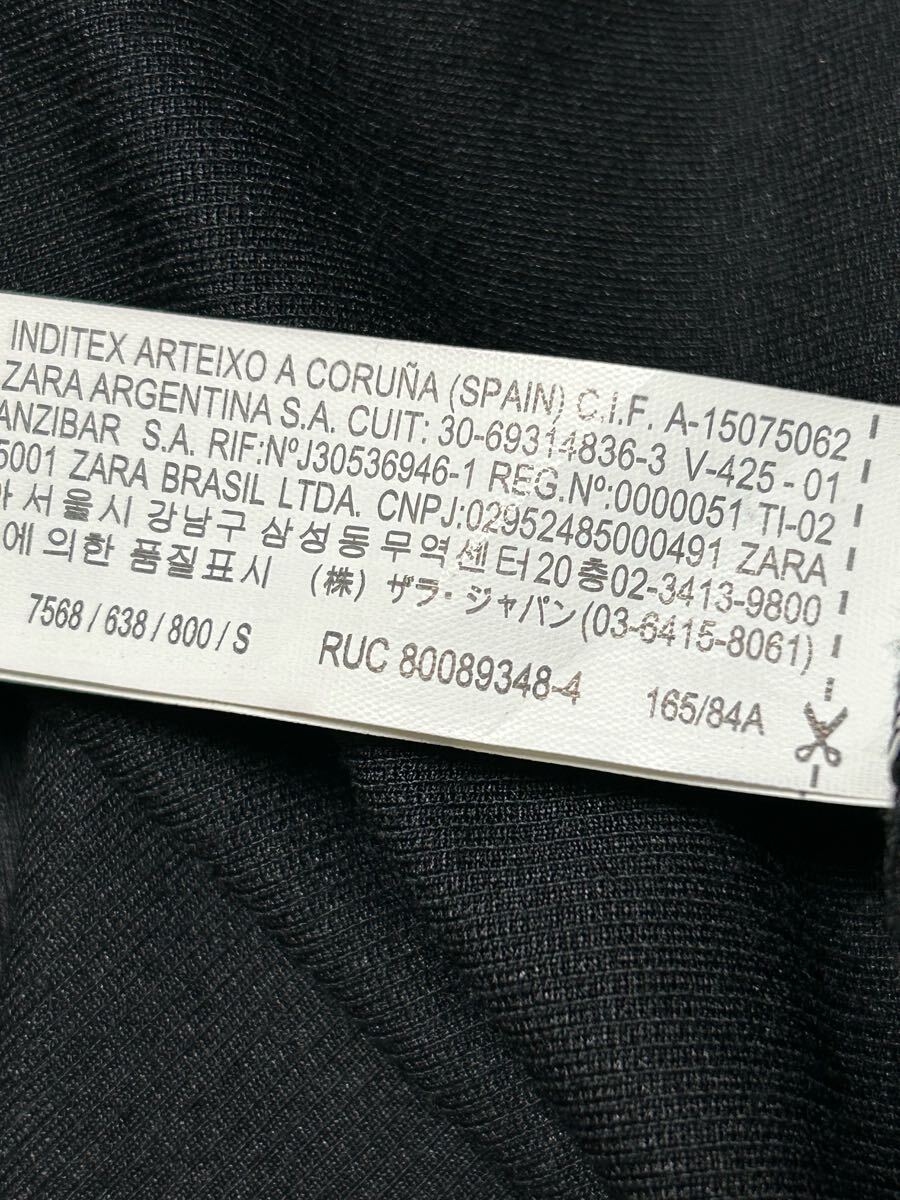 INDITEX ARTEIXO A CORUÑA (SPAIN) C.I.F. A-15075062
ZARA ARGENTINA S.A. CUIT: 30-69314836-3 V-425-01
ANZIBAR S.A. RIF:NºJ30536946-1 REG.Nº:0000051 TI-02
5001 ZARA BRASIL LTDA. CNPJ:02952485000491 ZARA
서울시 강남구 삼성동 무역센터20층02-3413-9800
에 의한 품질표시 (株) ザラ・ジャパン(03-6415-8061)
7568/638/800/S RUC 80089348-4 165/84A